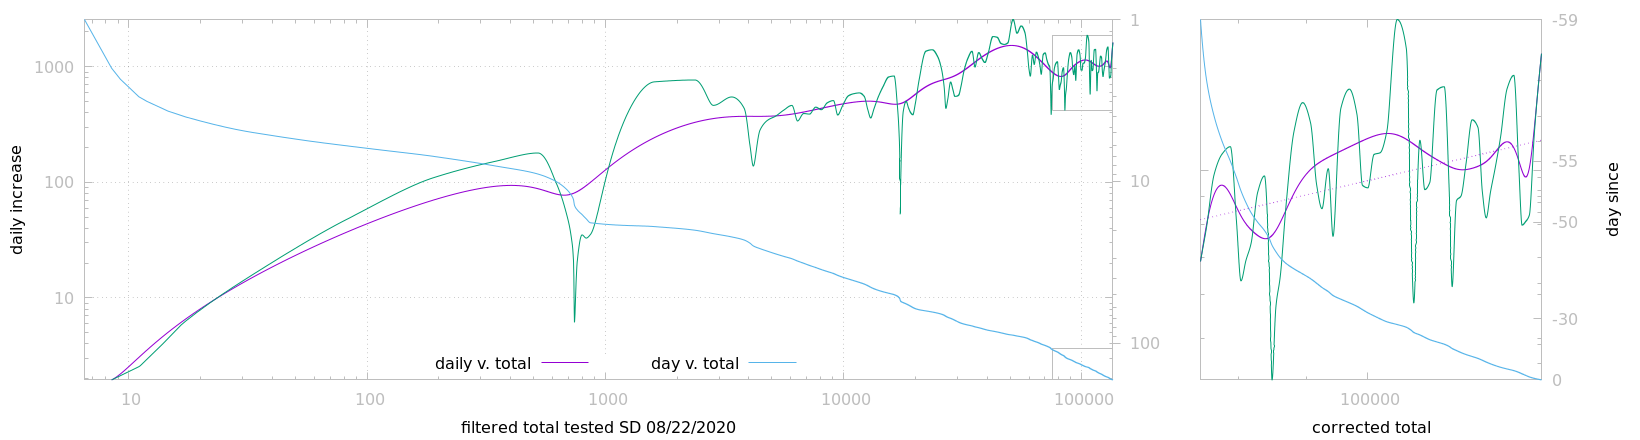 daily increase
1000
100
10
10
100
1000
10000
100000
1
10
100
daily v. total
day v. total
filtered total tested SD 08/22/2020
-59
-55
-50
-30
0
day since
100000
corrected total